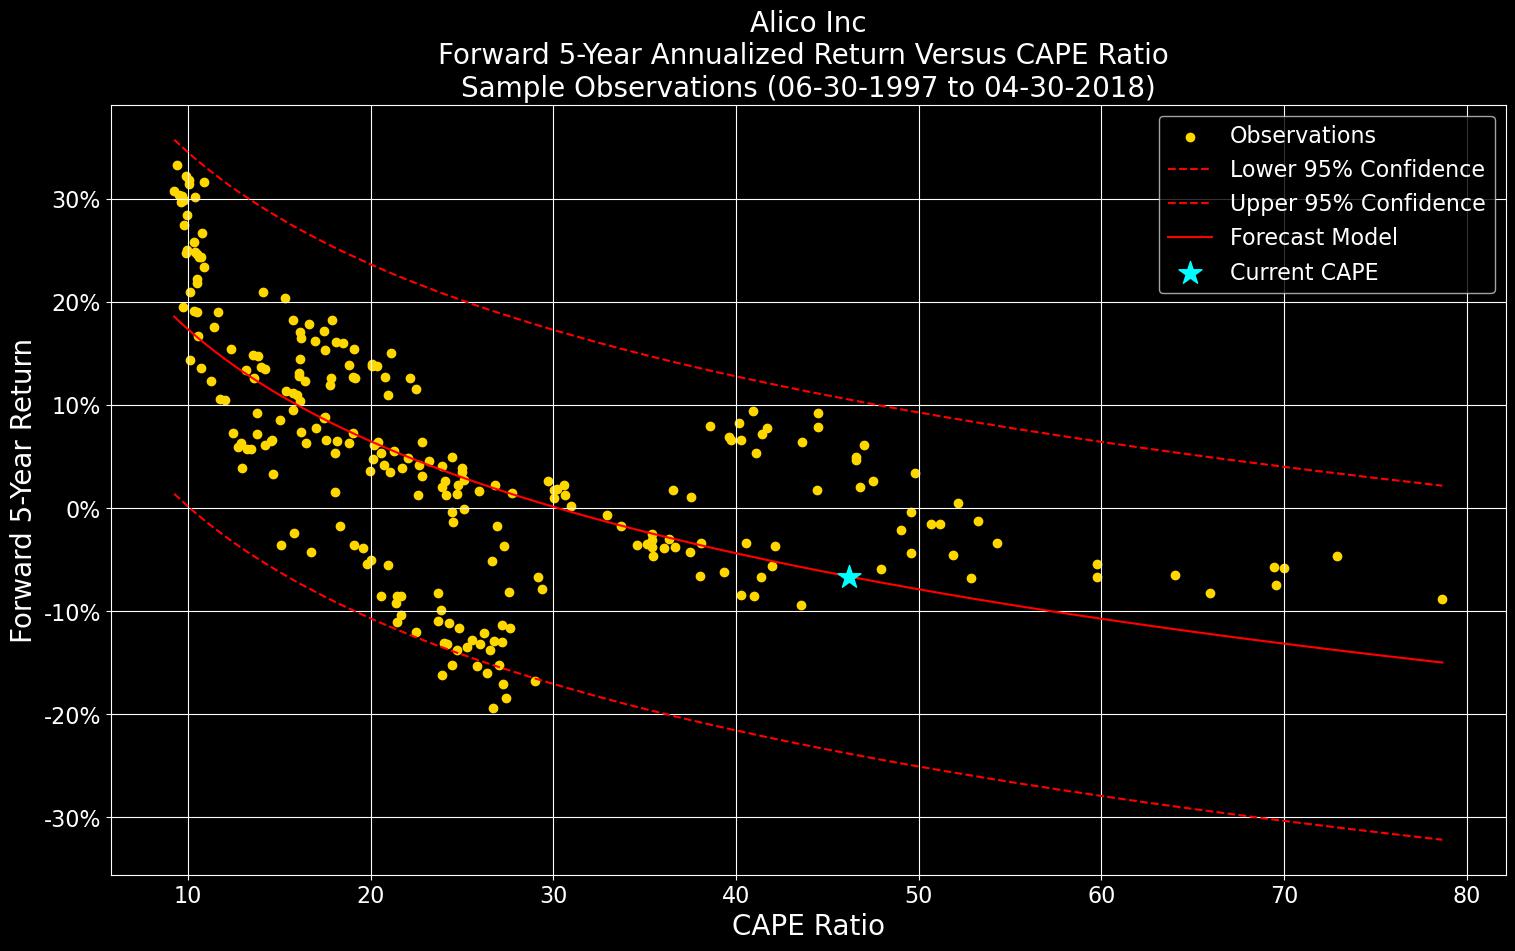 Alico Inc
Forward 5-Year Annualized Return Versus CAPE Ratio
Sample Observations (06-30-1997 to 04-30-2018)
Observations
Lower 95% Confidence
Upper 95% Confidence
Forecast Model
Current CAPE
Forward 5-Year Return
30%
20%
10%
0%
-10%
-20%
-30%
10 20 30 40 50 60 70 80
CAPE Ratio